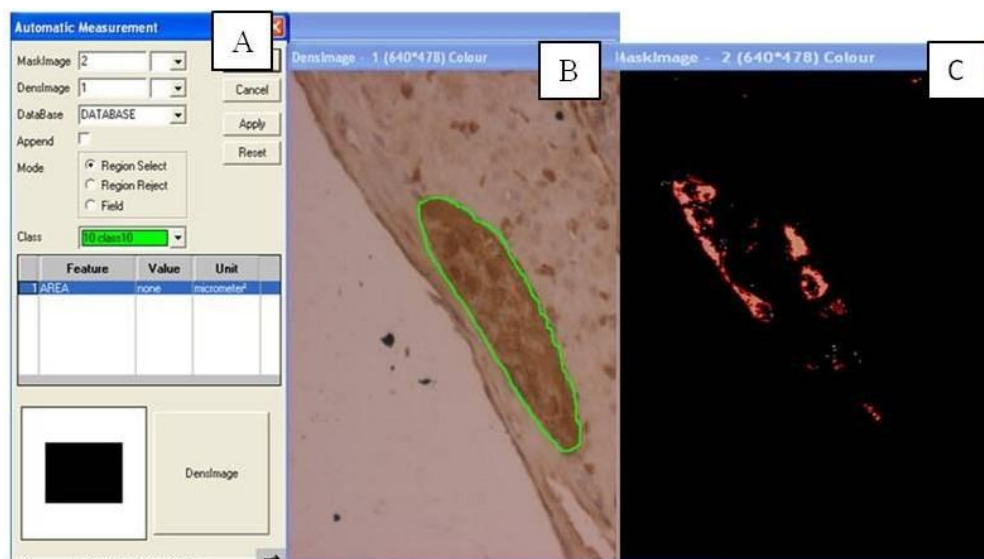 Automatic Measurement
A
MaskImage 2
DensImage 1
Cancel
DataBase DATABASE
Apply
Append
Reset
Mode
Region Select
Region Reject
Field
Class 10 class10
Feature Value Unit
1 AREA none micrometer²
DensImage
DensImage - 1 (640*478) Colour
B
MaskImage - 2 (640*478) Colour
C